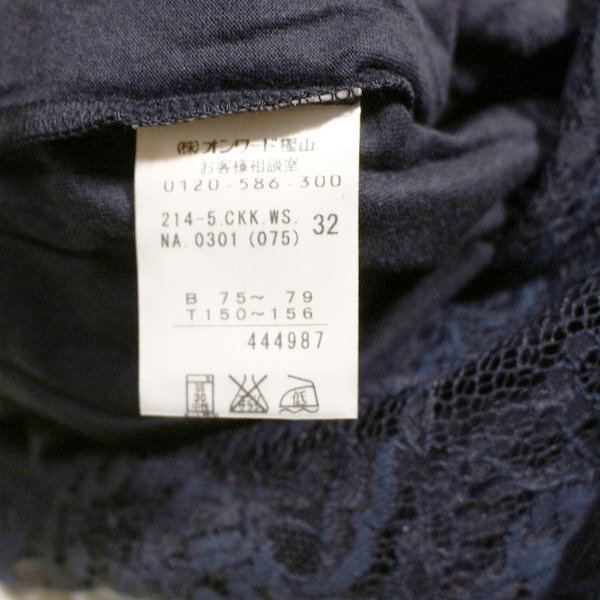 (株)オンワード樫山
お客様相談室
0120-586-300
214-5.CKK.WS. 32
NA.0301 (075)
B 75～ 79
T150～156
444987
低